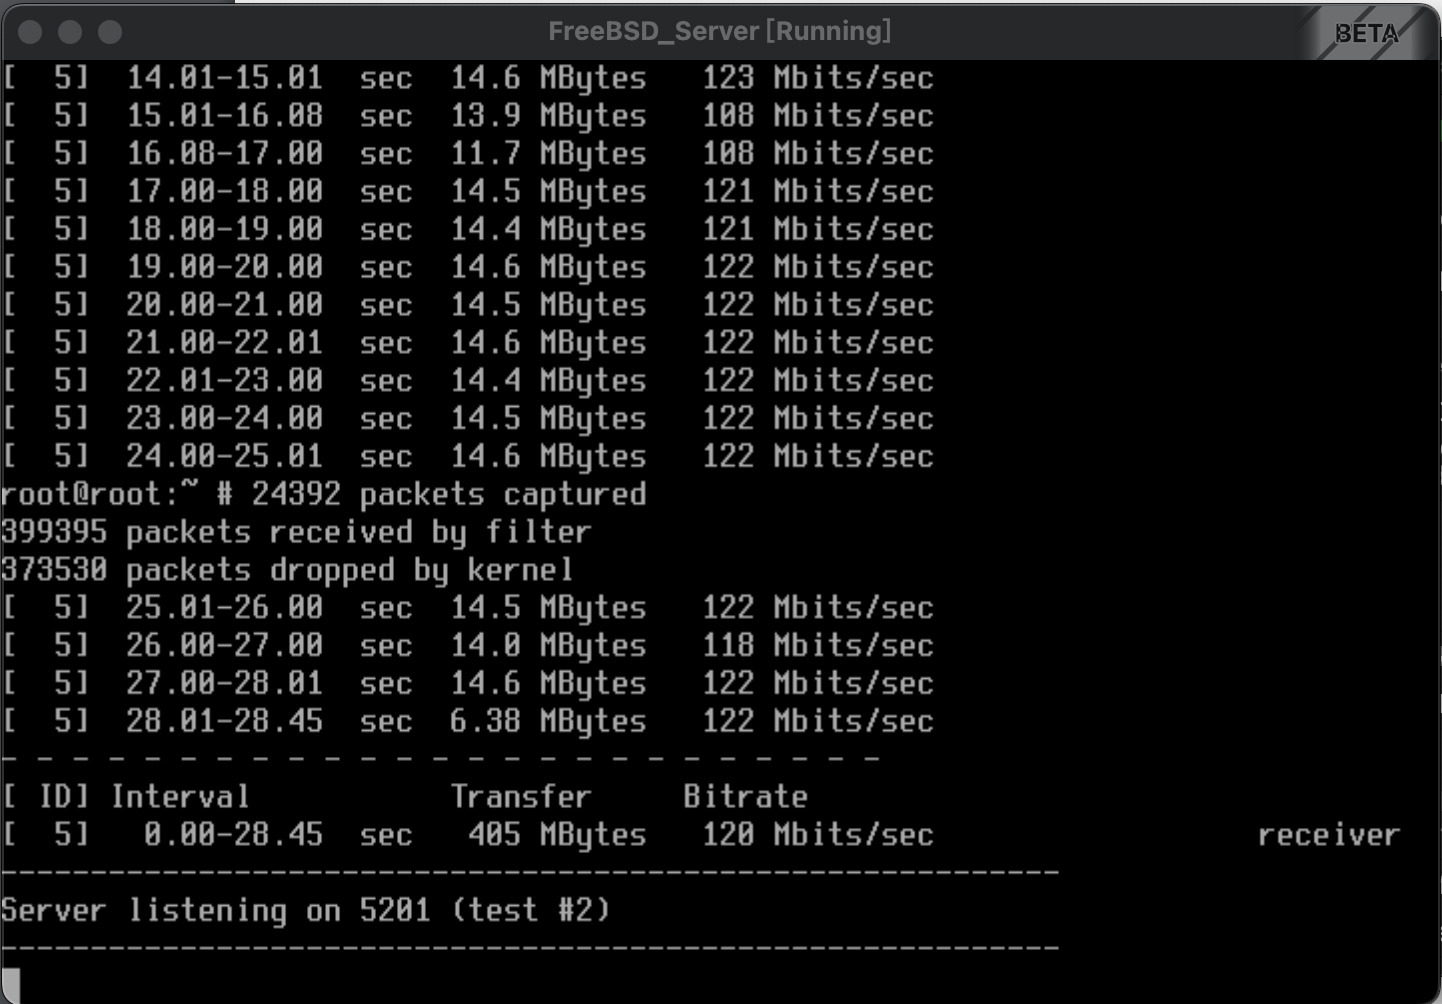 FreeBSD_Server [Running]
BETA
[  5]  14.01-15.01  sec  14.6 MBytes   123 Mbits/sec
[  5]  15.01-16.08  sec  13.9 MBytes   108 Mbits/sec
[  5]  16.08-17.00  sec  11.7 MBytes   108 Mbits/sec
[  5]  17.00-18.00  sec  14.5 MBytes   121 Mbits/sec
[  5]  18.00-19.00  sec  14.4 MBytes   121 Mbits/sec
[  5]  19.00-20.00  sec  14.6 MBytes   122 Mbits/sec
[  5]  20.00-21.00  sec  14.5 MBytes   122 Mbits/sec
[  5]  21.00-22.01  sec  14.6 MBytes   122 Mbits/sec
[  5]  22.01-23.00  sec  14.4 MBytes   122 Mbits/sec
[  5]  23.00-24.00  sec  14.5 MBytes   122 Mbits/sec
[  5]  24.00-25.01  sec  14.6 MBytes   122 Mbits/sec
root@root:~ # 24392 packets captured
399395 packets received by filter
373530 packets dropped by kernel
[  5]  25.01-26.00  sec  14.5 MBytes   122 Mbits/sec
[  5]  26.00-27.00  sec  14.0 MBytes   118 Mbits/sec
[  5]  27.00-28.01  sec  14.6 MBytes   122 Mbits/sec
[  5]  28.01-28.45  sec  6.38 MBytes   122 Mbits/sec
- - - - - - - - - - - - - - - - - - - - - - - - -
[ ID] Interval           Transfer     Bitrate
[  5]   0.00-28.45  sec   405 MBytes   120 Mbits/sec                  receiver
-----------------------------------------------------------
Server listening on 5201 (test #2)
-----------------------------------------------------------